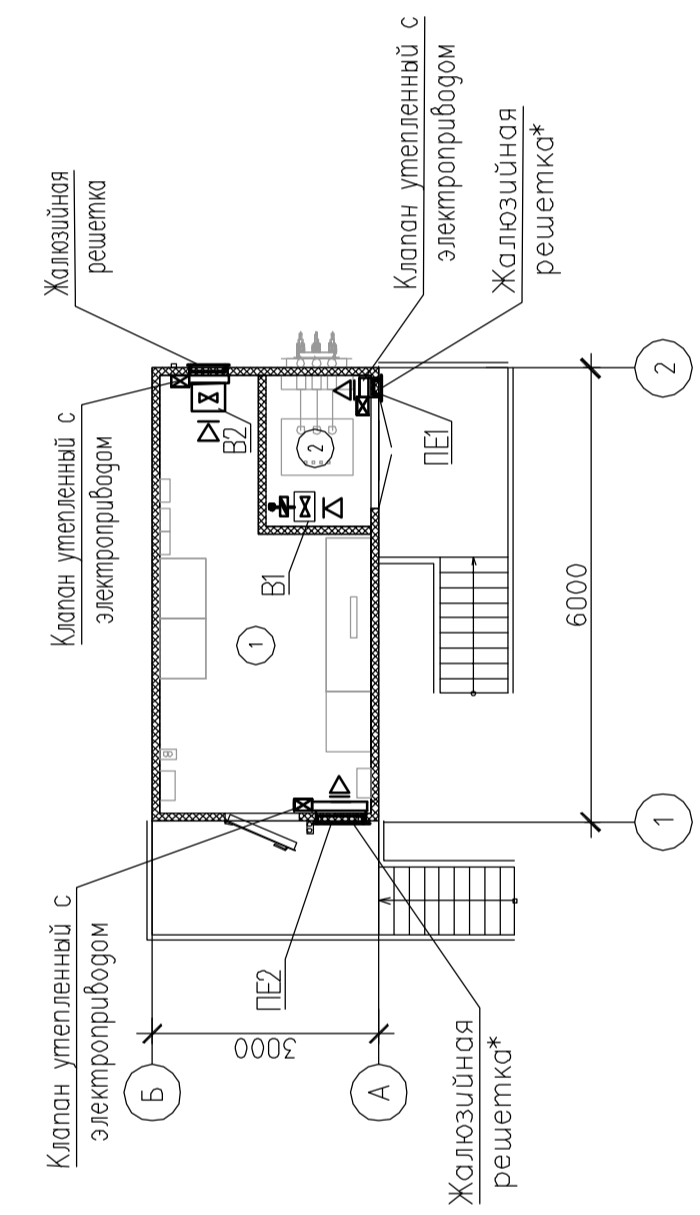 Жалюзийная
решетка
Клапан утепленный с
электроприводом
Клапан утепленный с
электроприводом
Жалюзийная
решетка*
В2
В1
ПЕ1
2
1
6000
2
1
Клапан утепленный с
электроприводом
ПЕ2
3000
Б
А
Жалюзийная
решетка*